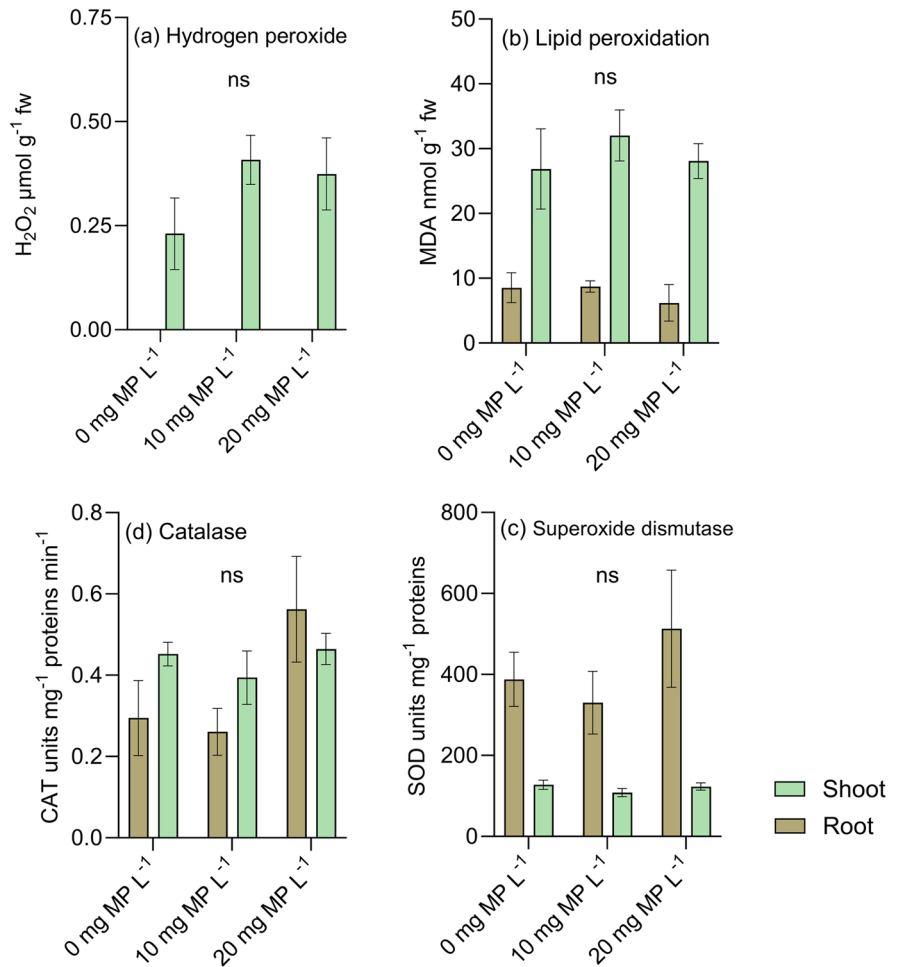 (a) Hydrogen peroxide
ns
H₂O₂ µmol g⁻¹ fw
0.75
0.50
0.25
0.00
0 mg MP L⁻¹
10 mg MP L⁻¹
20 mg MP L⁻¹
(b) Lipid peroxidation
ns
MDA nmol g⁻¹ fw
50
40
30
20
10
0
0 mg MP L⁻¹
10 mg MP L⁻¹
20 mg MP L⁻¹
(d) Catalase
ns
CAT units mg⁻¹ proteins min⁻¹
0.8
0.6
0.4
0.2
0.0
0 mg MP L⁻¹
10 mg MP L⁻¹
20 mg MP L⁻¹
(c) Superoxide dismutase
ns
SOD units mg⁻¹ proteins
800
600
400
200
0
0 mg MP L⁻¹
10 mg MP L⁻¹
20 mg MP L⁻¹
Shoot
Root